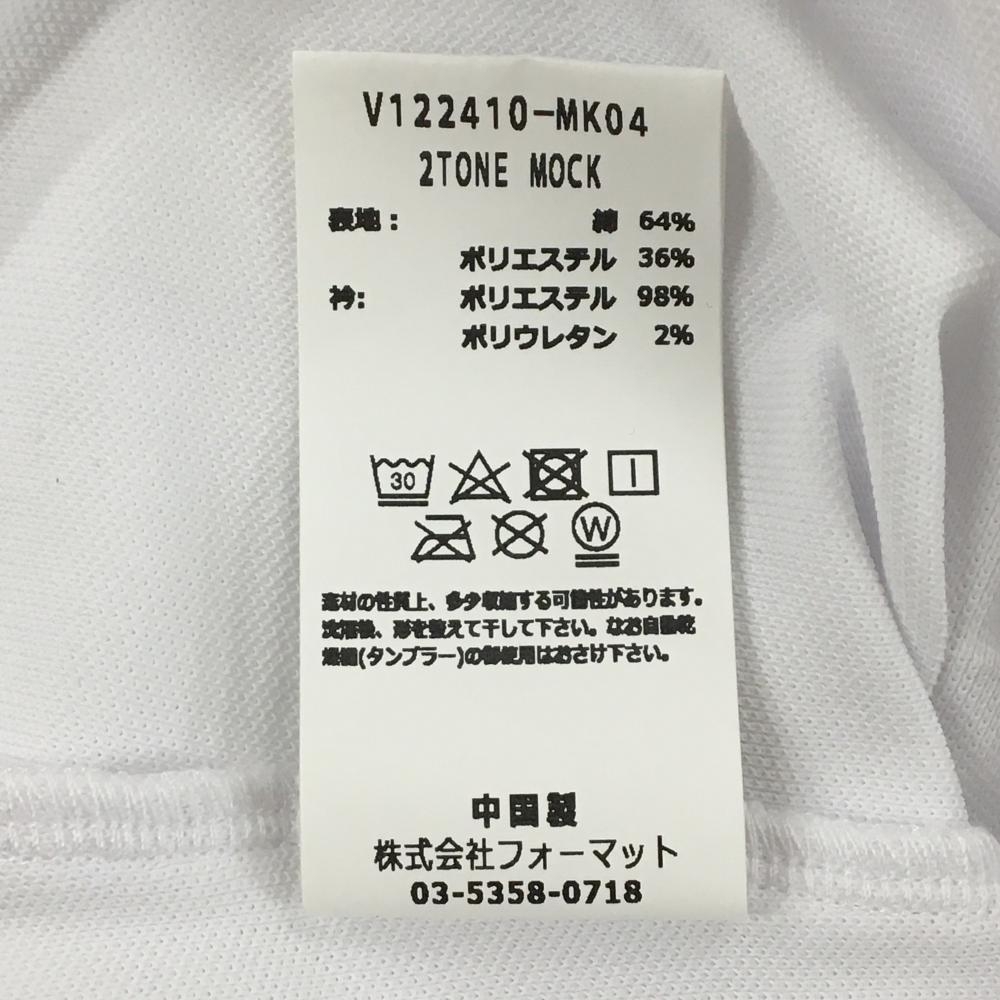 V122410-MK04
2TONE MOCK
表地: 綿 64%
ポリエステル 36%
衿: ポリエステル 98%
ポリウレタン 2%
30
W
素材の性質上、多少収縮する可能性があります。
洗濯後、形を整えて干して下さい。なお自動乾
燥機(タンブラー)の御使用はおさけ下さい。
中国製
株式会社フォーマット
03-5358-0718